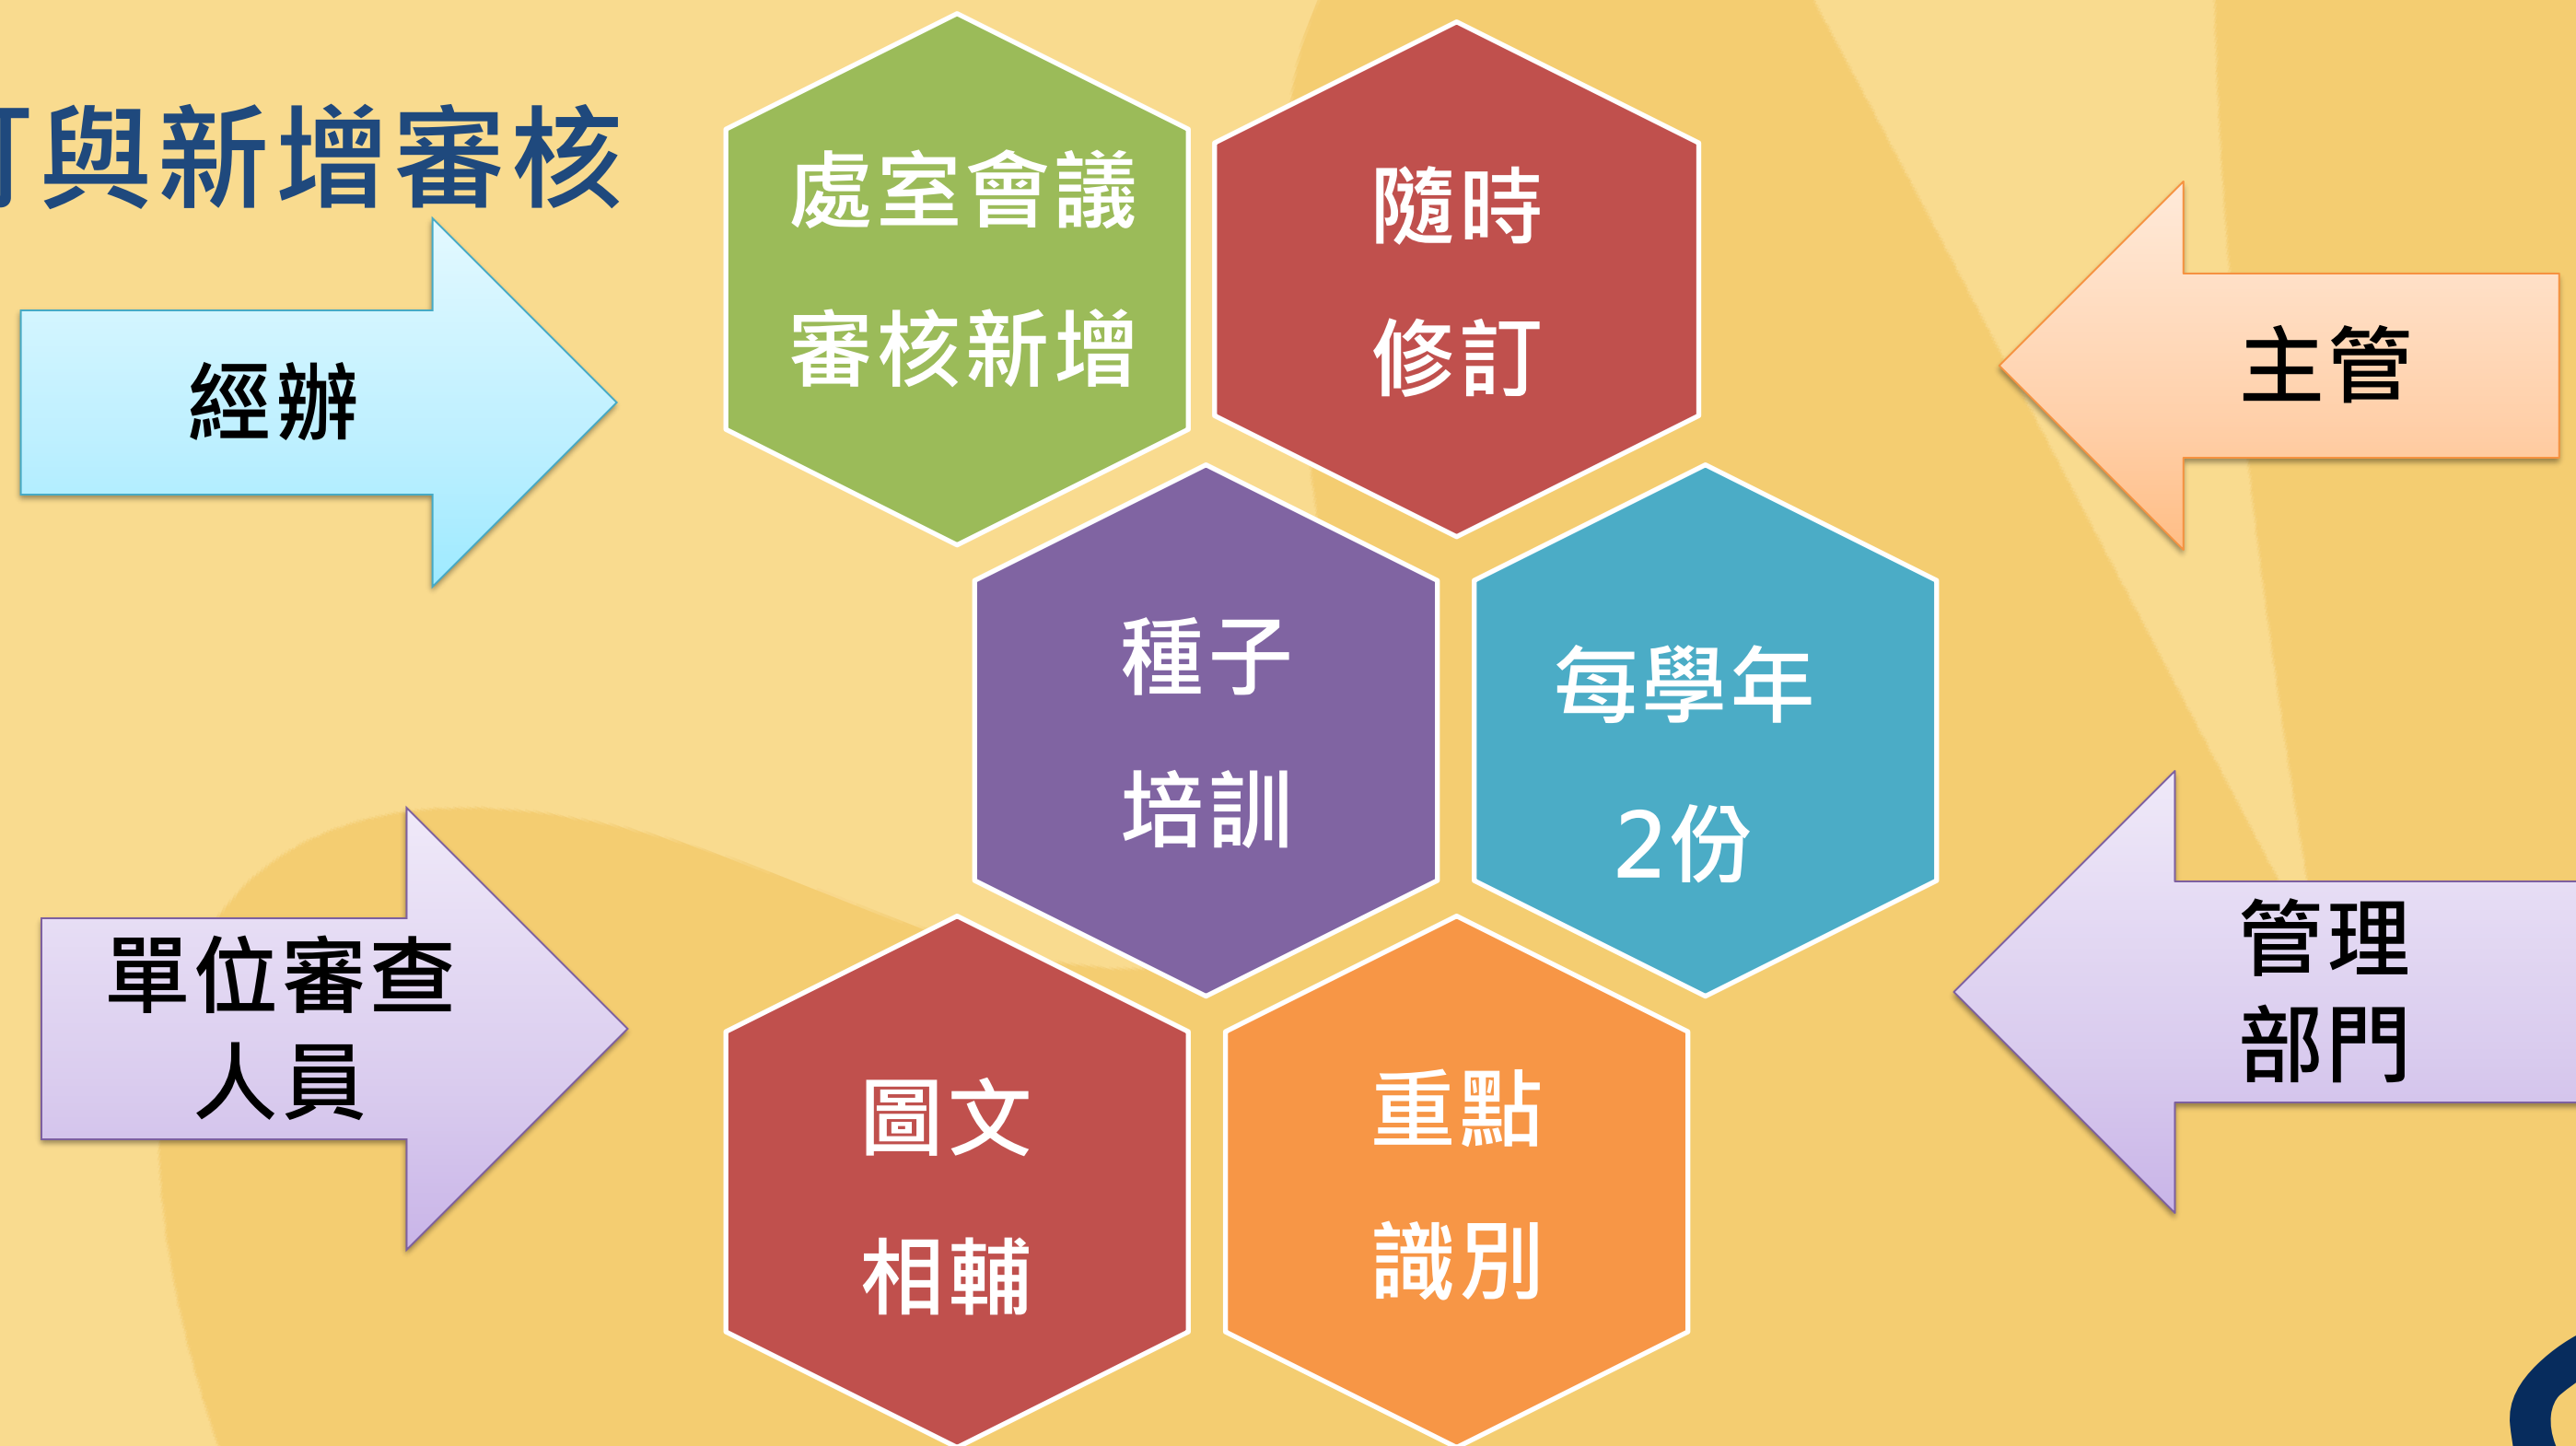 與新增審核
經辦
處室會議
審核新增
隨時
修訂
主管
種子
培訓
每學年
2份
單位審查
人員
管理
部門
圖文
相輔
重點
識別